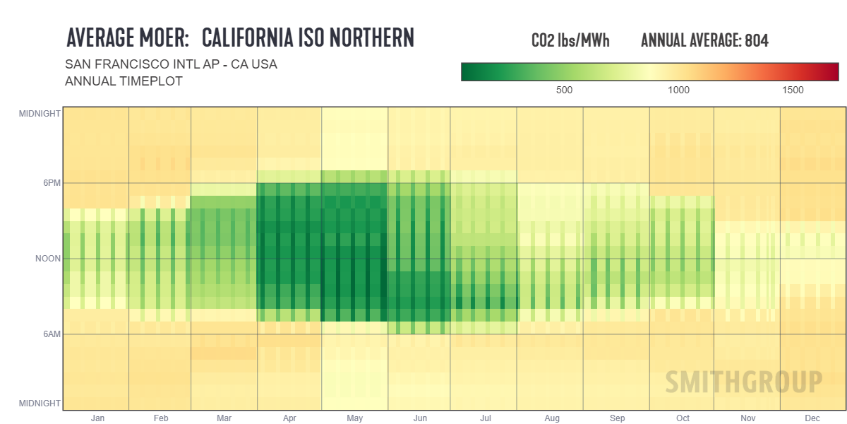 AVERAGE MOER: CALIFORNIA ISO NORTHERN
CO2 lbs/MWh ANNUAL AVERAGE: 804
SAN FRANCISCO INTL AP - CA USA
ANNUAL TIMEPLOT
500 1000 1500
MIDNIGHT
6PM
NOON
6AM
SMITHGROUP
MIDNIGHT
Jan Feb Mar Apr May Jun Jul Aug Sep Oct Nov Dec